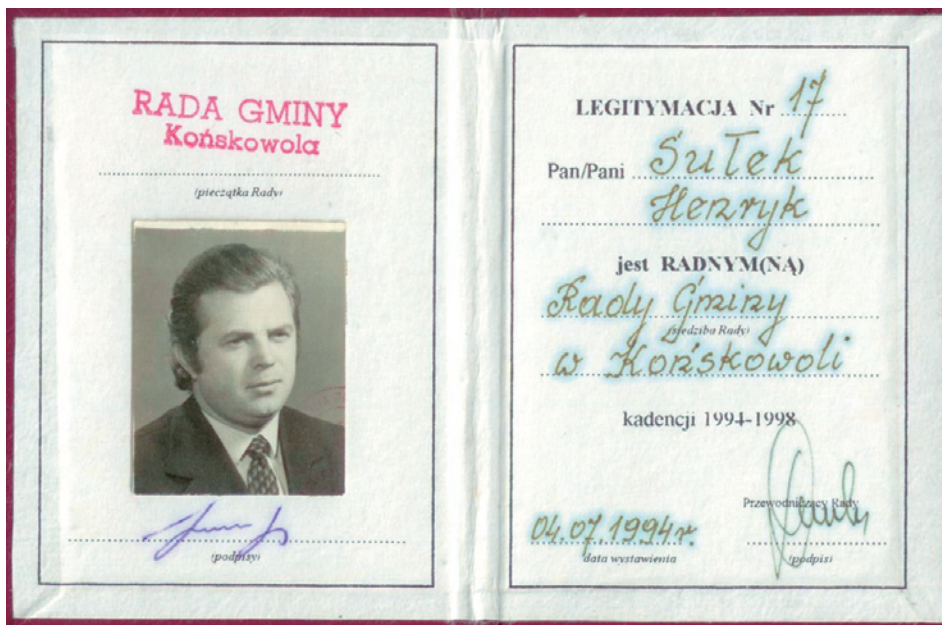 RADA GMINY
Końskowola
(pieczątka Rady)
(podpisy)
LEGITYMACJA Nr 17
Pan/Pani Sułek
Henryk
jest RADNYM(NĄ)
Rady Gminy
(siedziba Rady)
w Końskowoli
kadencji 1994-1998
Przewodniczący Rady
04.07.1994r.
data wystawienia
(podpis)